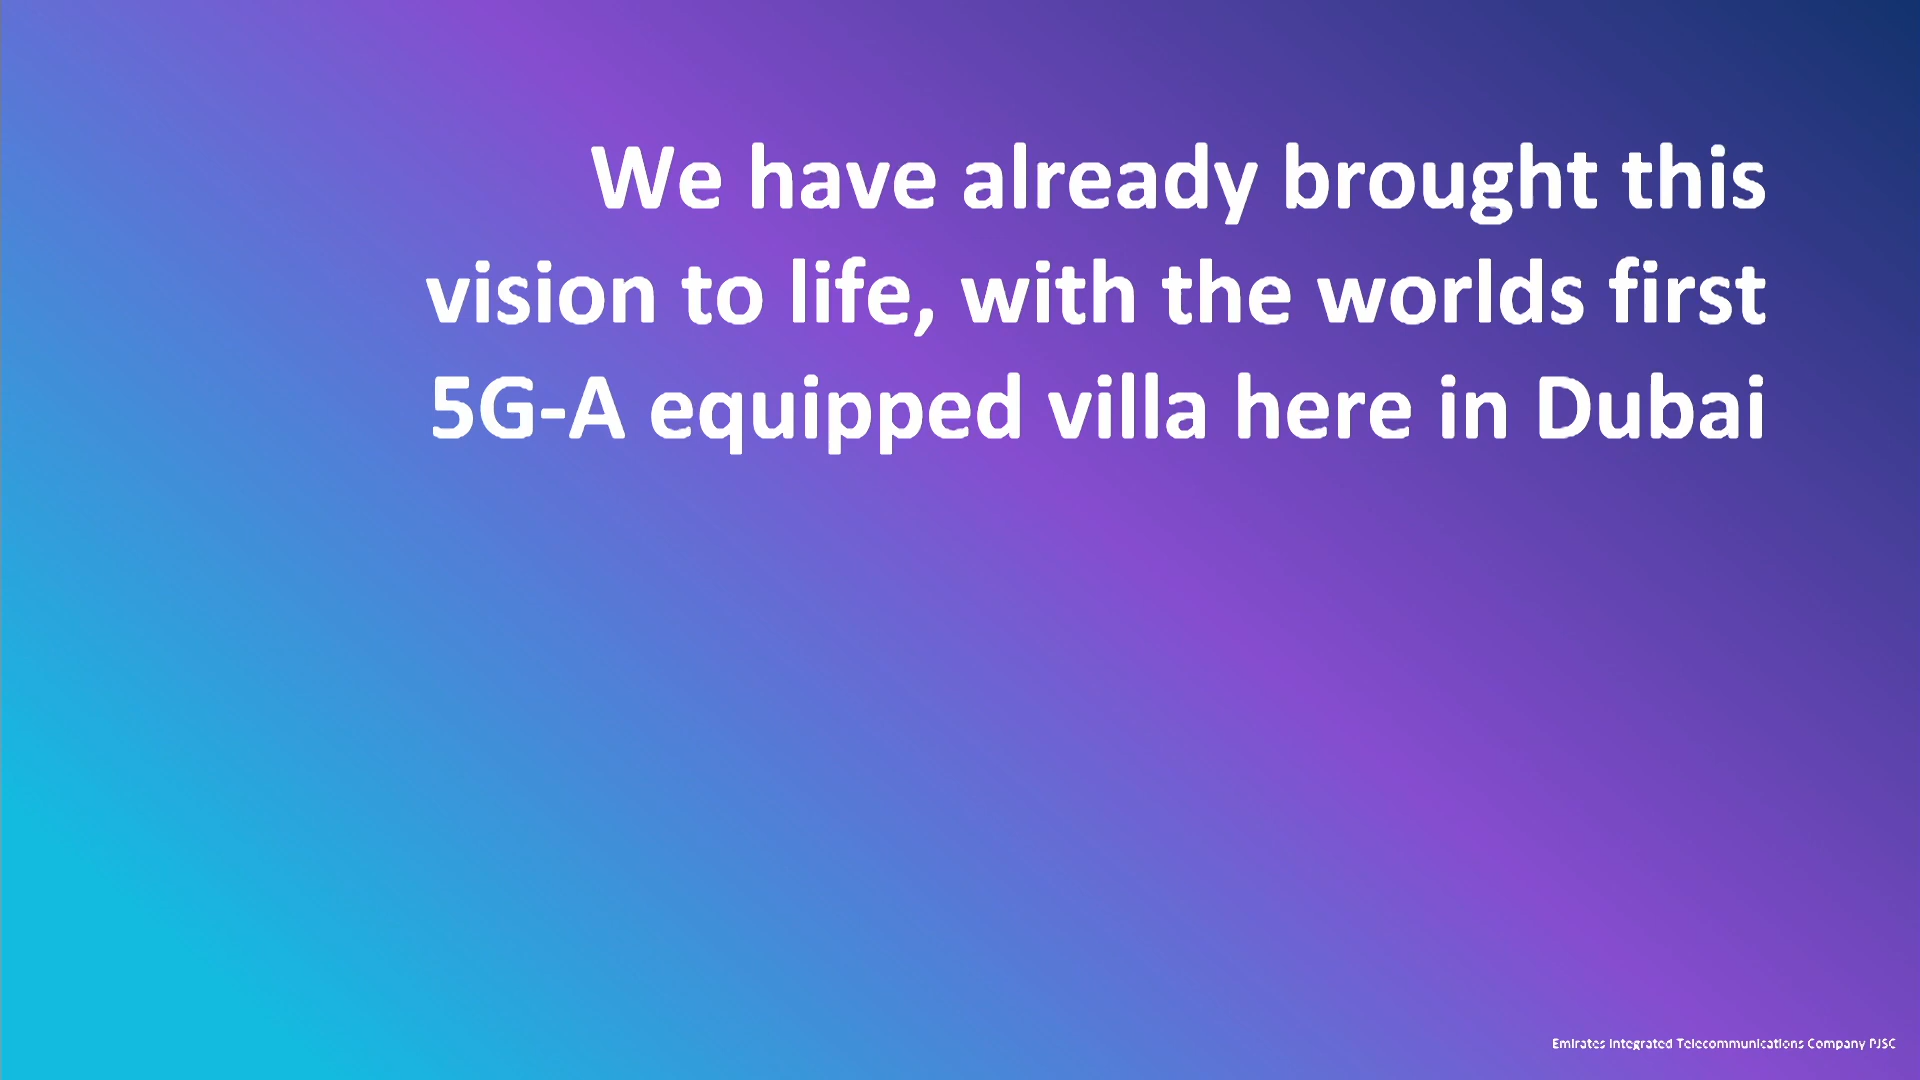 We have already brought this
vision to life, with the worlds first
5G-A equipped villa here in Dubai
Emirates Integrated Telecommunications Company PJSC